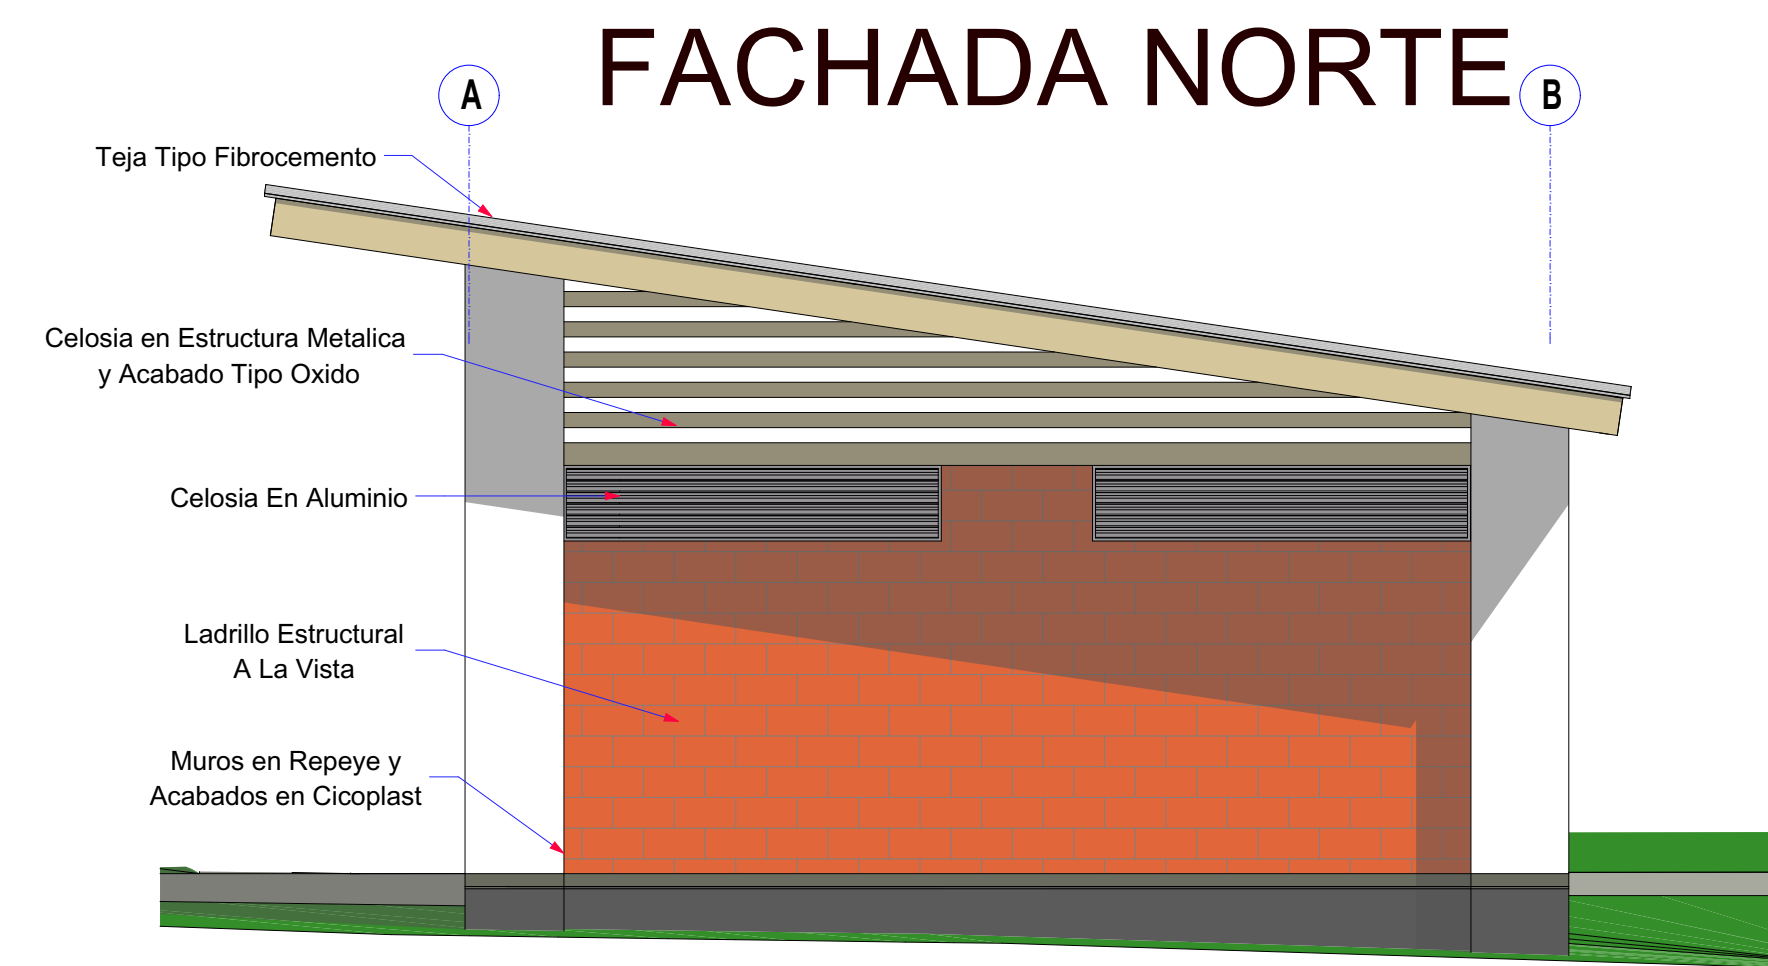 FACHADA NORTE
A
B
Teja Tipo Fibrocemento
Celosia en Estructura Metalica
y Acabado Tipo Oxido
Celosia En Aluminio
Ladrillo Estructural
A La Vista
Muros en Repeye y
Acabados en Cicoplast